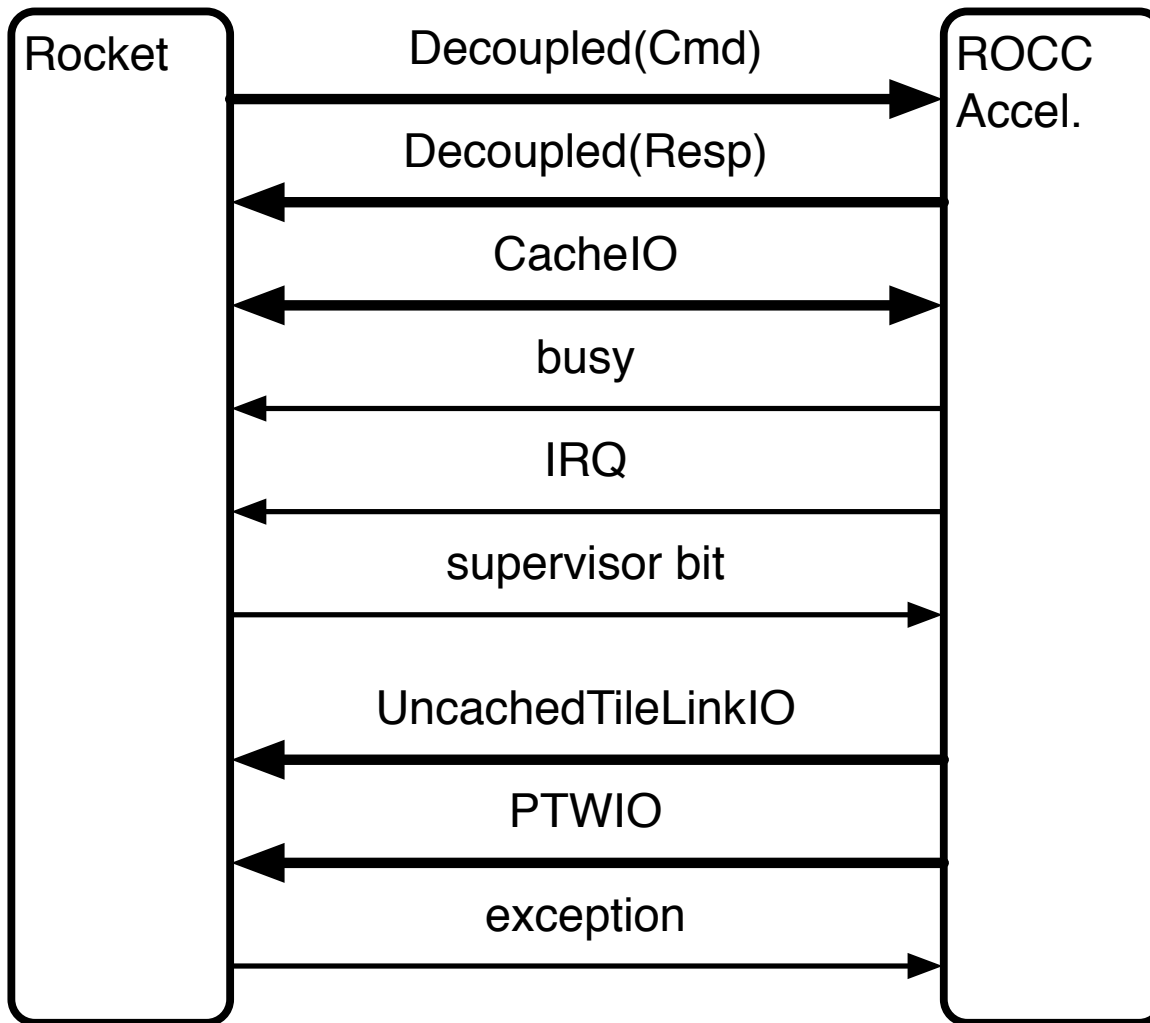 Rocket
Decoupled(Cmd)
ROCC
Accel.
Decoupled(Resp)
CacheIO
busy
IRQ
supervisor bit
UncachedTileLinkIO
PTWIO
exception